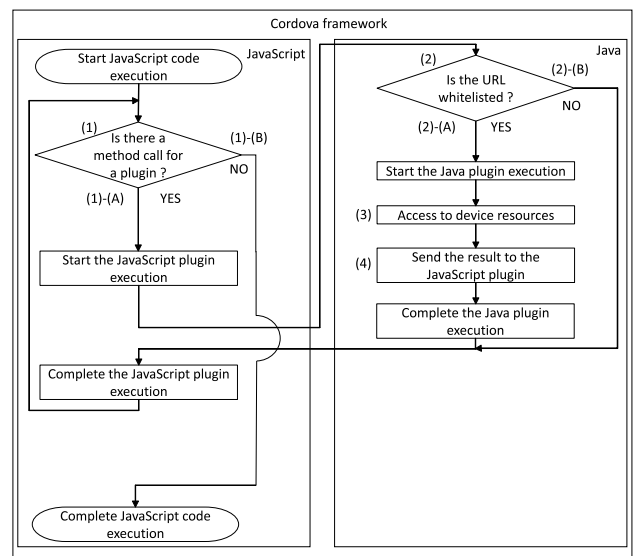 Cordova framework
JavaScript
Start JavaScript code
execution
(1)
Is there a
method call for
a plugin ?
(1)-(B)
NO
(1)-(A)
YES
Start the JavaScript plugin
execution
Complete the JavaScript plugin
execution
Complete JavaScript code
execution
Java
(2)
Is the URL
whitelisted ?
(2)-(B)
NO
(2)-(A)
YES
Start the Java plugin execution
(3)
Access to device resources
(4)
Send the result to the
JavaScript plugin
Complete the Java plugin
execution